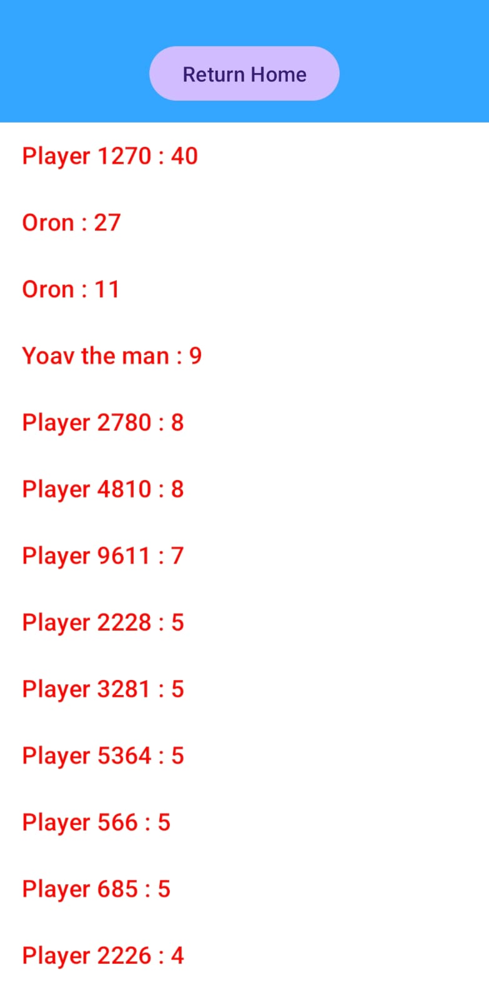 Return Home
Player 1270 : 40
Oron : 27
Oron : 11
Yoav the man : 9
Player 2780 : 8
Player 4810 : 8
Player 9611 : 7
Player 2228 : 5
Player 3281 : 5
Player 5364 : 5
Player 566 : 5
Player 685 : 5
Player 2226 : 4